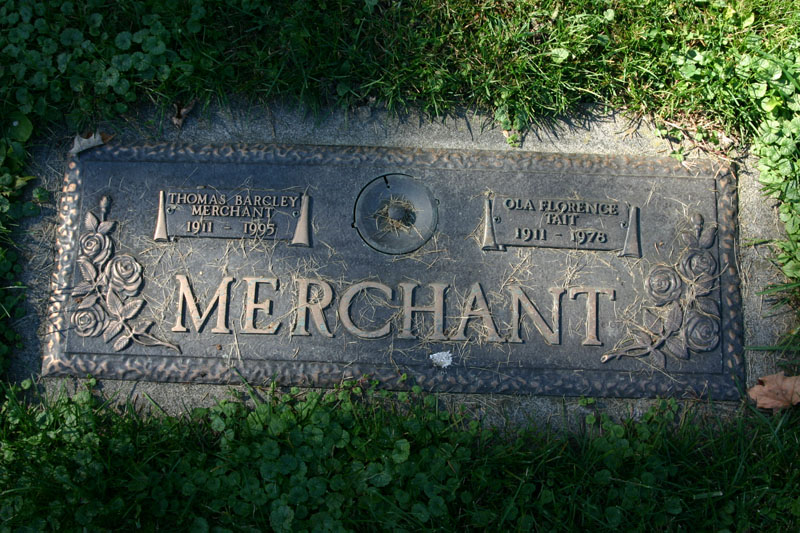 THOMAS BARCLEY
MERCHANT
1911 - 1995
OLA FLORENCE
TAIT
1911 - 1978
MERCHANT